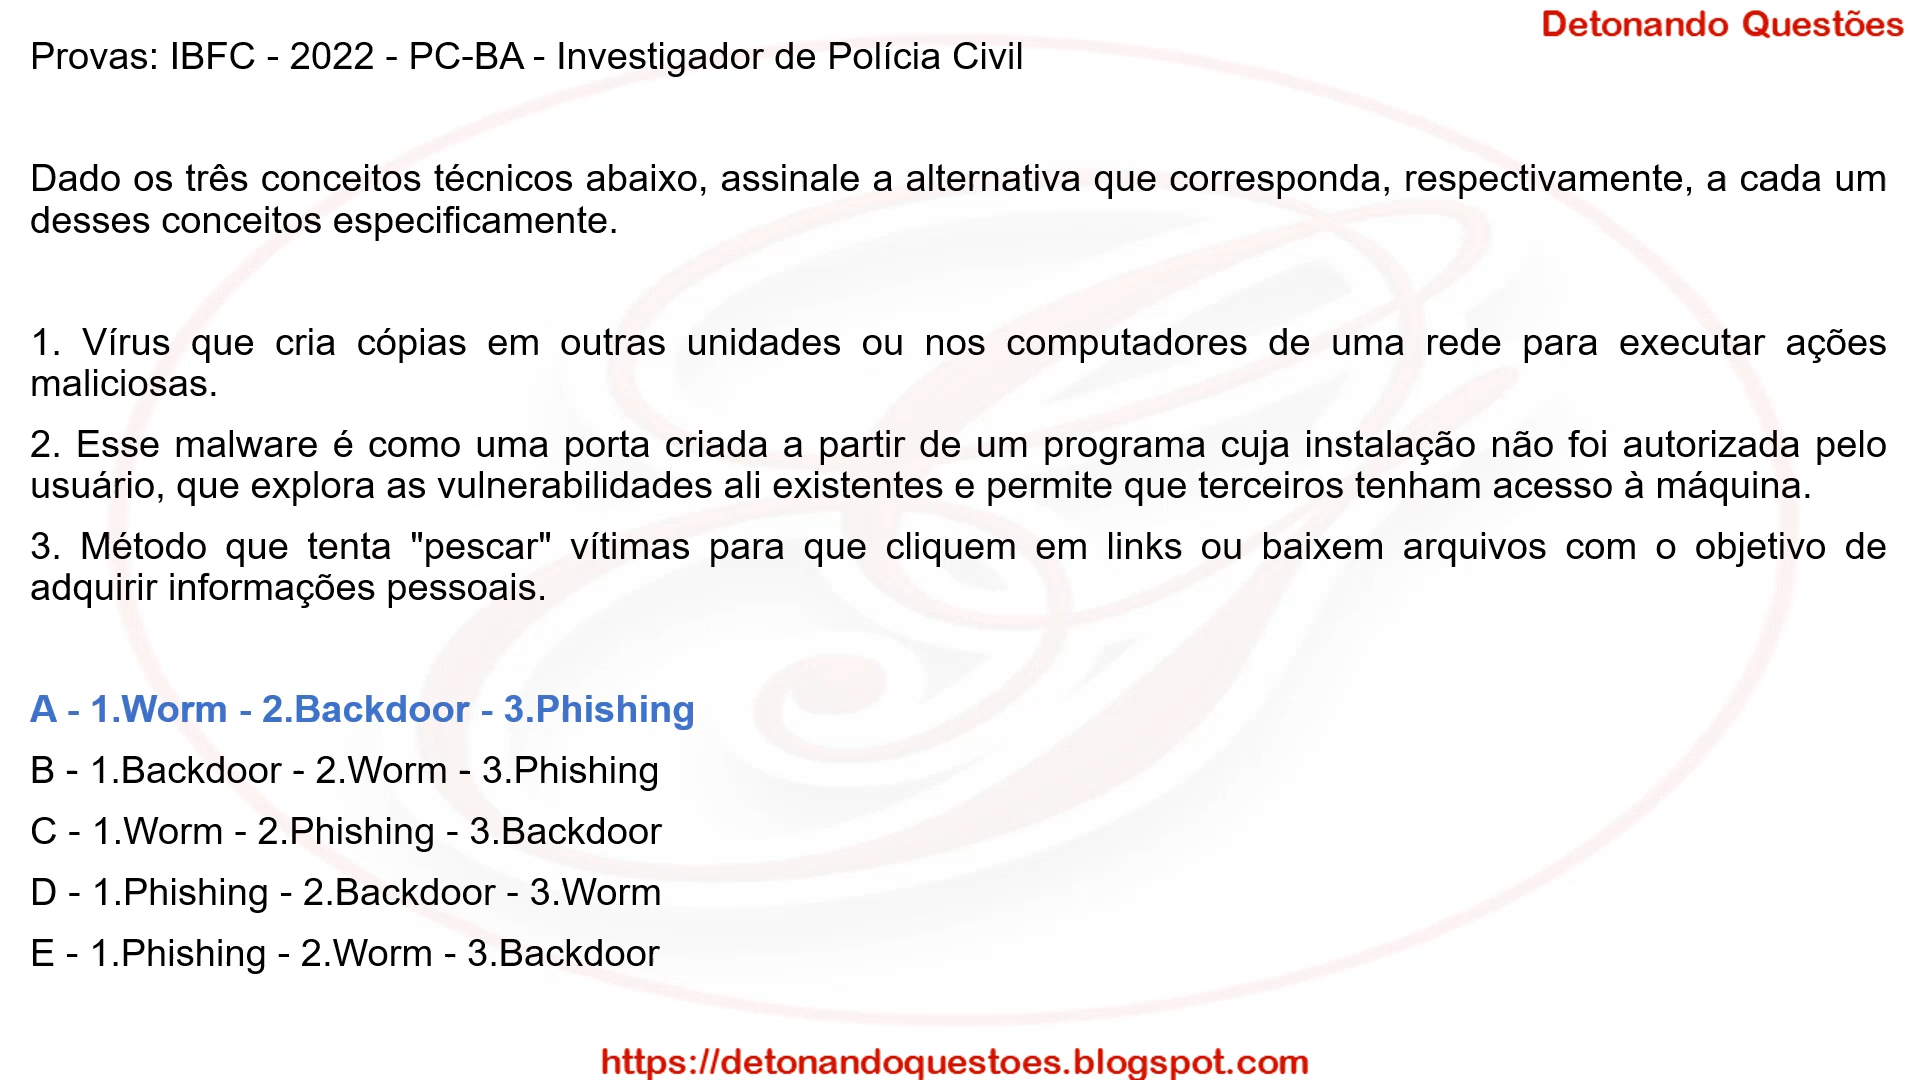 Detonando Questões
Provas: IBFC - 2022 - PC-BA - Investigador de Polícia Civil
Dado os três conceitos técnicos abaixo, assinale a alternativa que corresponda, respectivamente, a cada um
desses conceitos especificamente.
1. Vírus que cria cópias em outras unidades ou nos computadores de uma rede para executar ações
maliciosas.
2. Esse malware é como uma porta criada a partir de um programa cuja instalação não foi autorizada pelo
usuário, que explora as vulnerabilidades ali existentes e permite que terceiros tenham acesso à máquina.
3. Método que tenta "pescar" vítimas para que cliquem em links ou baixem arquivos com o objetivo de
adquirir informações pessoais.
A - 1.Worm - 2.Backdoor - 3.Phishing
B - 1.Backdoor - 2.Worm - 3.Phishing
C - 1.Worm - 2.Phishing - 3.Backdoor
D - 1.Phishing - 2.Backdoor - 3.Worm
E - 1.Phishing - 2.Worm - 3.Backdoor
https://detonandoquestoes.blogspot.com